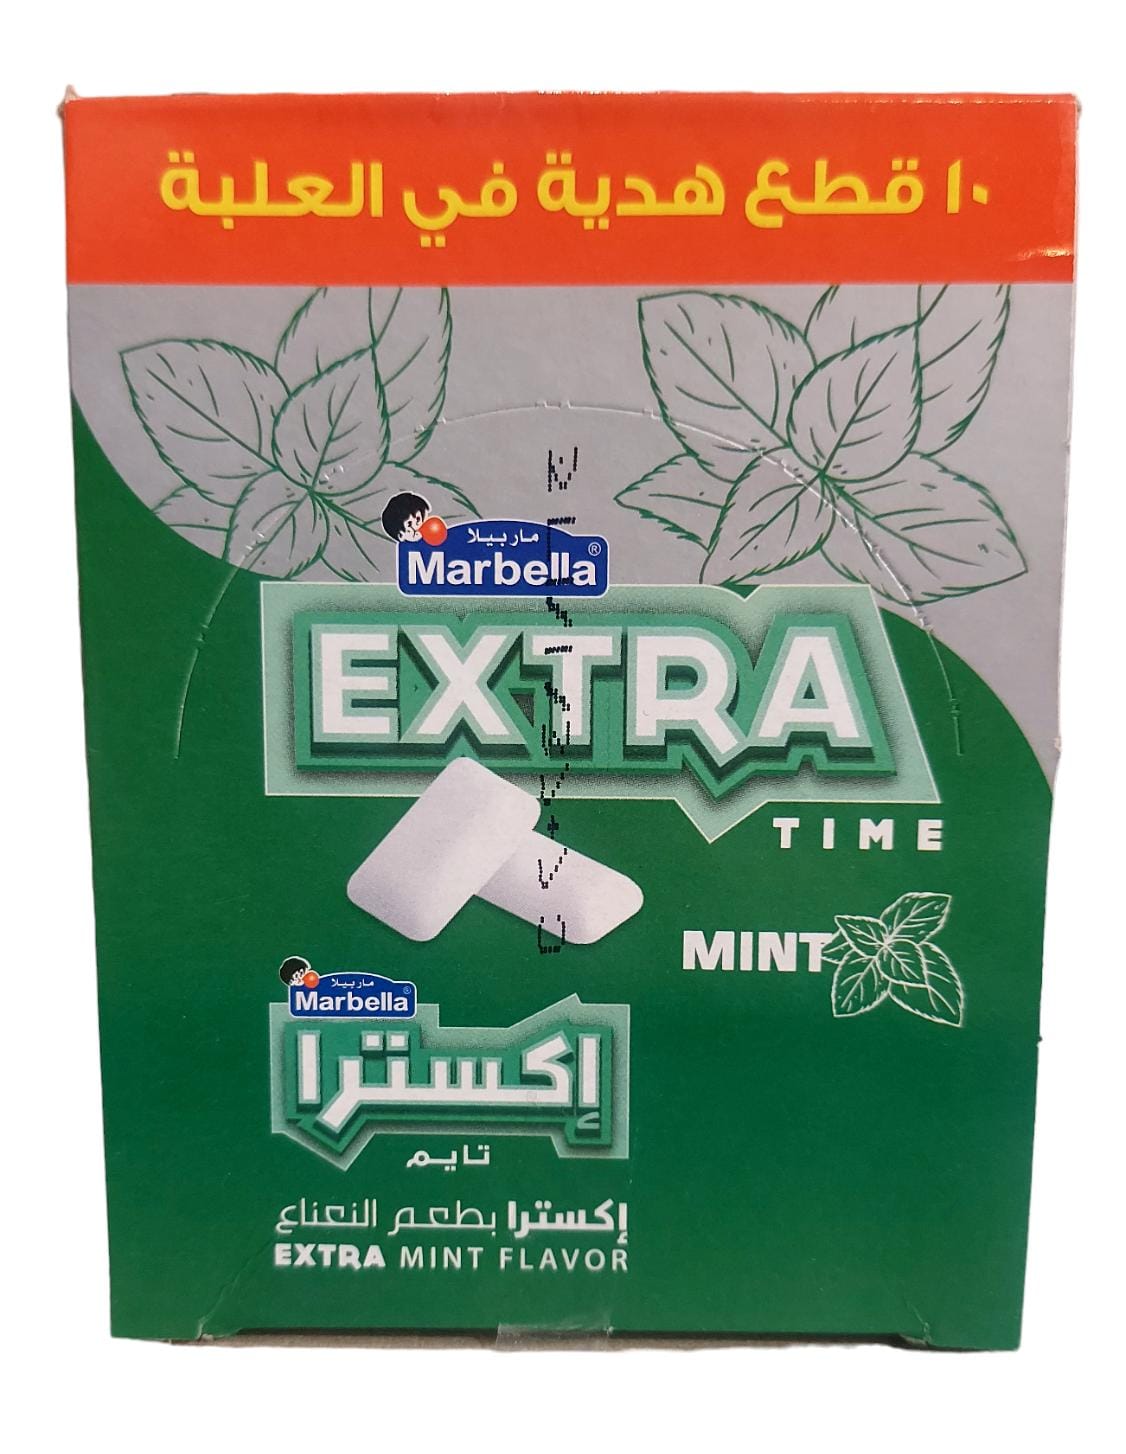 ١٠ قطع هدية في العلبة
ماربيلا
Marbella®
EXTRA
TIME
MINT
ماربيلا
Marbella®
إكسترا
تايم
إكسترا بطعم النعناع
EXTRA MINT FLAVOR